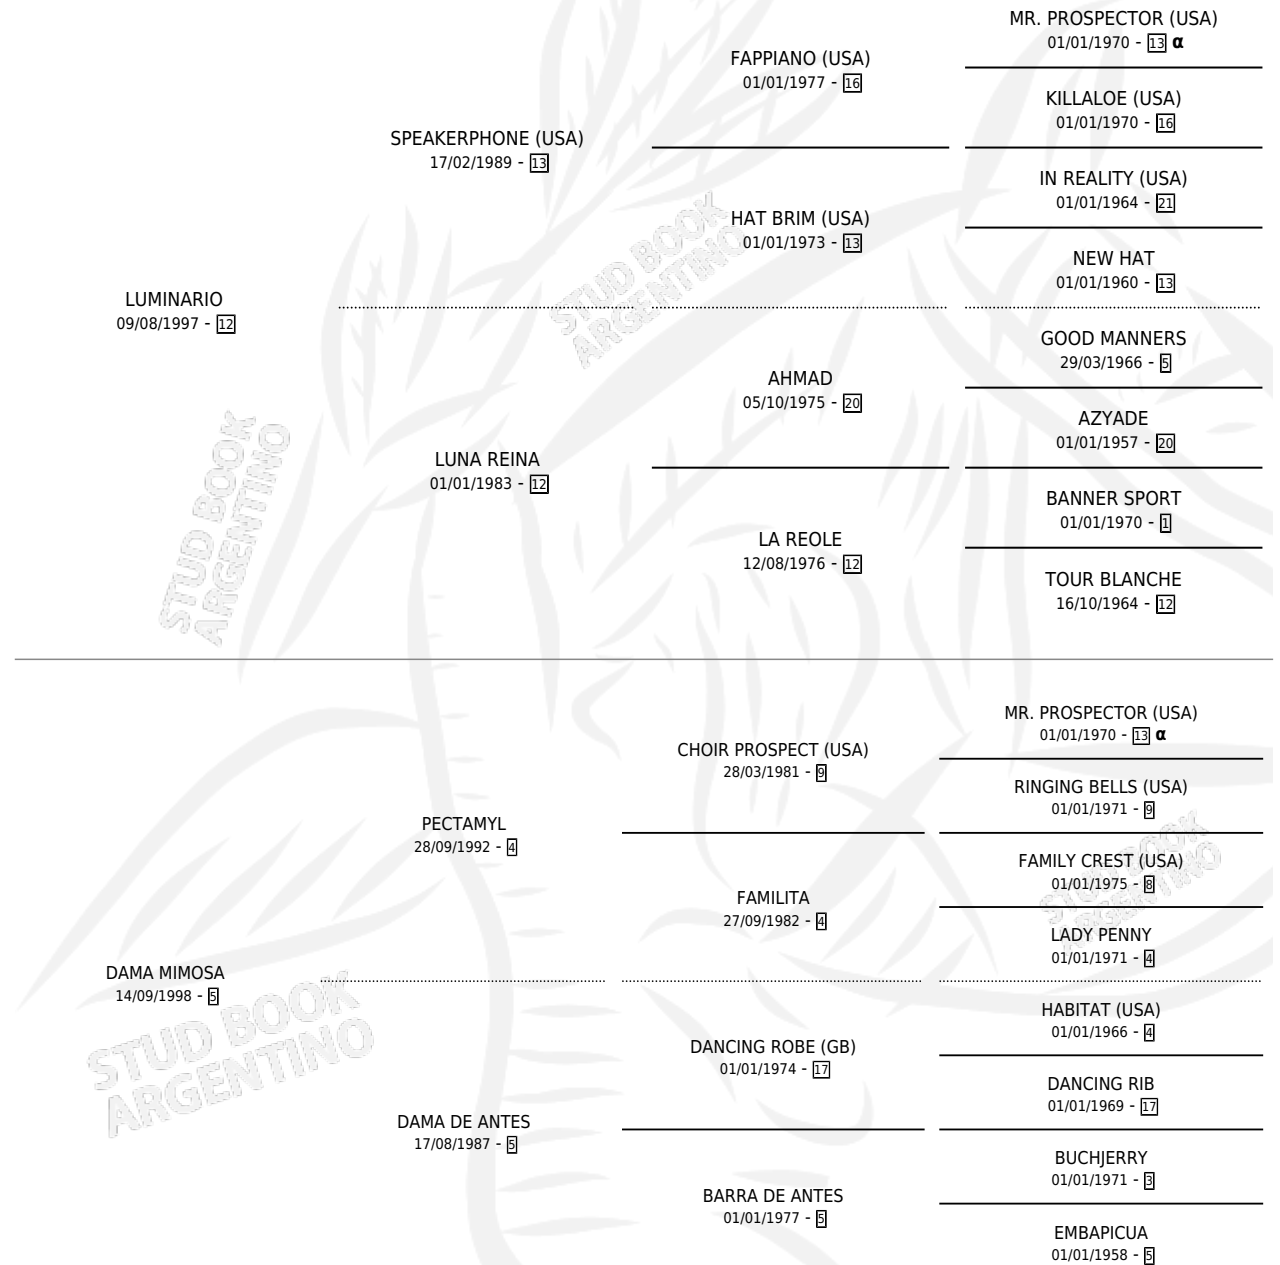 MR. PROSPECTOR (USA)
01/01/1970 - 13 α
FAPPIANO (USA)
01/01/1977 - 16
KILLALOE (USA)
01/01/1970 - 16
SPEAKERPHONE (USA)
17/02/1989 - 13
IN REALITY (USA)
01/01/1964 - 21
HAT BRIM (USA)
01/01/1973 - 13
NEW HAT
01/01/1960 - 13
STUD BOOK
ARGENTINO
LUMINARIO
09/08/1997 - 12
GOOD MANNERS
29/03/1966 - 5
AHMAD
05/10/1975 - 20
AZYADE
01/01/1957 - 20
LUNA REINA
01/01/1983 - 12
BANNER SPORT
01/01/1970 - 1
LA REOLE
12/08/1976 - 12
TOUR BLANCHE
16/10/1964 - 12
STUD BOOK
ARGENTINO
MR. PROSPECTOR (USA)
01/01/1970 - 13 α
CHOIR PROSPECT (USA)
28/03/1981 - 9
RINGING BELLS (USA)
01/01/1971 - 9
PECTAMYL
28/09/1992 - 4
FAMILY CREST (USA)
01/01/1975 - 8
FAMILITA
27/09/1982 - 4
LADY PENNY
01/01/1971 - 4
STUD BOOK
ARGENTINO
DAMA MIMOSA
14/09/1998 - 5
HABITAT (USA)
01/01/1966 - 4
DANCING ROBE (GB)
01/01/1974 - 17
DANCING RIB
01/01/1969 - 17
STUD BOOK
ARGENTINO
DAMA DE ANTES
17/08/1987 - 5
BUCHJERRY
01/01/1971 - 3
BARRA DE ANTES
01/01/1977 - 5
EMBAPICUA
01/01/1958 - 5